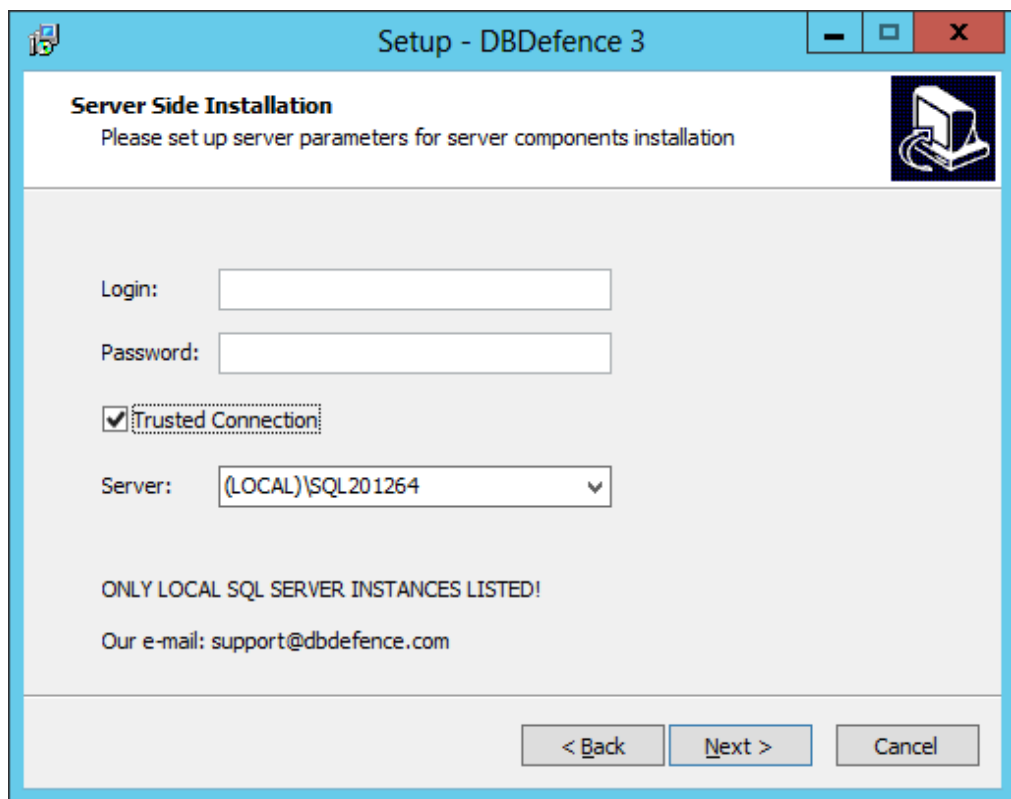 Setup - DBDefence 3
Server Side Installation
Please set up server parameters for server components installation
Login:
Password:
Trusted Connection
Server: (LOCAL)\SQL201264
ONLY LOCAL SQL SERVER INSTANCES LISTED!
Our e-mail: support@dbdefence.com
< Back Next > Cancel